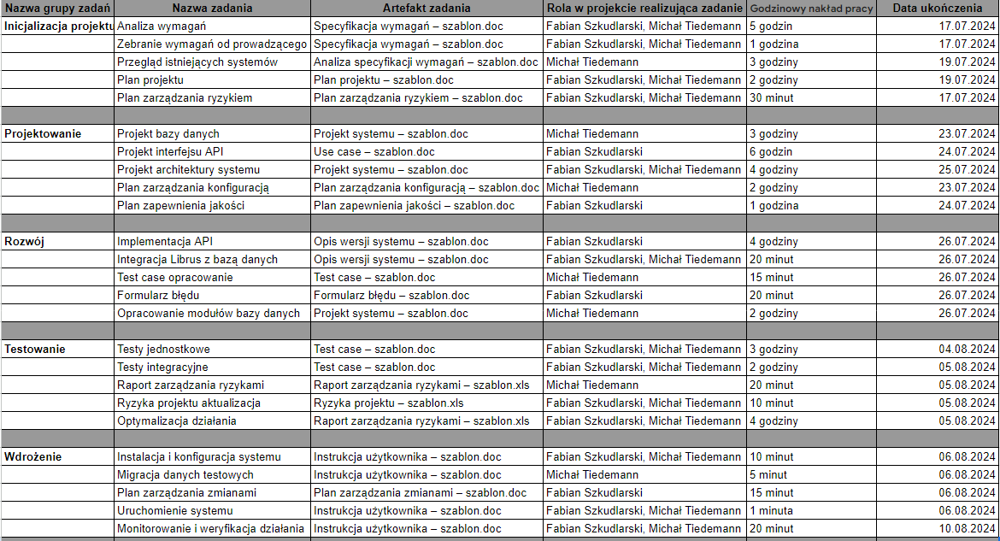 Nazwa grupy zadań Nazwa zadania Artefakt zadania Rola w projekcie realizująca zadanie Godzinowy nakład pracy Data ukończenia
Inicjalizacja projektu Analiza wymagań Specyfikacja wymagań – szablon.doc Fabian Szkudlarski, Michał Tiedemann 5 godzin 17.07.2024
Zebranie wymagań od prowadzącego Specyfikacja wymagań – szablon.doc Fabian Szkudlarski, Michał Tiedemann 1 godzina 17.07.2024
Przegląd istniejących systemów Analiza specyfikacji wymagań – szablon.doc Michał Tiedemann 3 godziny 19.07.2024
Plan projektu Plan projektu – szablon.doc Fabian Szkudlarski, Michał Tiedemann 2 godziny 19.07.2024
Plan zarządzania ryzykiem Plan zarządzania ryzykiem – szablon.doc Fabian Szkudlarski, Michał Tiedemann 30 minut 17.07.2024
Projektowanie Projekt bazy danych Projekt systemu – szablon.doc Michał Tiedemann 3 godziny 23.07.2024
Projekt interfejsu API Use case – szablon.doc Fabian Szkudlarski 6 godzin 24.07.2024
Projekt architektury systemu Projekt systemu – szablon.doc Fabian Szkudlarski, Michał Tiedemann 4 godziny 25.07.2024
Plan zarządzania konfiguracją Plan zarządzania konfiguracją – szablon.doc Michał Tiedemann 2 godziny 23.07.2024
Plan zapewnienia jakości Plan zapewnienia jakości – szablon.doc Fabian Szkudlarski 1 godzina 24.07.2024
Rozwój Implementacja API Opis wersji systemu – szablon.doc Fabian Szkudlarski 4 godziny 26.07.2024
Integracja Librus z bazą danych Opis wersji systemu – szablon.doc Fabian Szkudlarski, Michał Tiedemann 20 minut 26.07.2024
Test case opracowanie Test case – szablon.doc Michał Tiedemann 15 minut 26.07.2024
Formularz błędu Formularz błędu – szablon.doc Fabian Szkudlarski 20 minut 26.07.2024
Opracowanie modułów bazy danych Projekt systemu – szablon.doc Michał Tiedemann 2 godziny 26.07.2024
Testowanie Testy jednostkowe Test case – szablon.doc Fabian Szkudlarski, Michał Tiedemann 3 godziny 04.08.2024
Testy integracyjne Test case – szablon.doc Fabian Szkudlarski, Michał Tiedemann 2 godziny 05.08.2024
Raport zarządzania ryzykami Raport zarządzania ryzykami – szablon.xls Michał Tiedemann 20 minut 05.08.2024
Ryzyka projektu aktualizacja Ryzyka projektu – szablon.xls Fabian Szkudlarski, Michał Tiedemann 10 minut 05.08.2024
Optymalizacja działania Raport zarządzania ryzykami – szablon.xls Fabian Szkudlarski, Michał Tiedemann 4 godziny 05.08.2024
Wdrożenie Instalacja i konfiguracja systemu Instrukcja użytkownika – szablon.doc Fabian Szkudlarski, Michał Tiedemann 10 minut 06.08.2024
Migracja danych testowych Instrukcja użytkownika – szablon.doc Michał Tiedemann 5 minut 06.08.2024
Plan zarządzania zmianami Plan zarządzania zmianami – szablon.doc Fabian Szkudlarski 15 minut 06.08.2024
Uruchomienie systemu Instrukcja użytkownika – szablon.doc Fabian Szkudlarski, Michał Tiedemann 1 minuta 06.08.2024
Monitorowanie i weryfikacja działania Instrukcja użytkownika – szablon.doc Fabian Szkudlarski, Michał Tiedemann 20 minut 10.08.2024